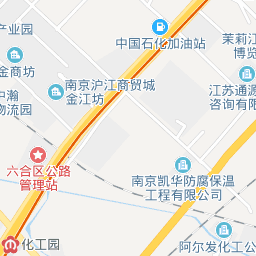 产业园
中国石化加油站
茉莉江
博览
金商坊
南京沪江商贸城
金江坊
中瀚
物流园
江苏通源
咨询有限
六合区公路
管理站
南京凯华防腐保温
工程有限公司
化工园
阿尔发化工公